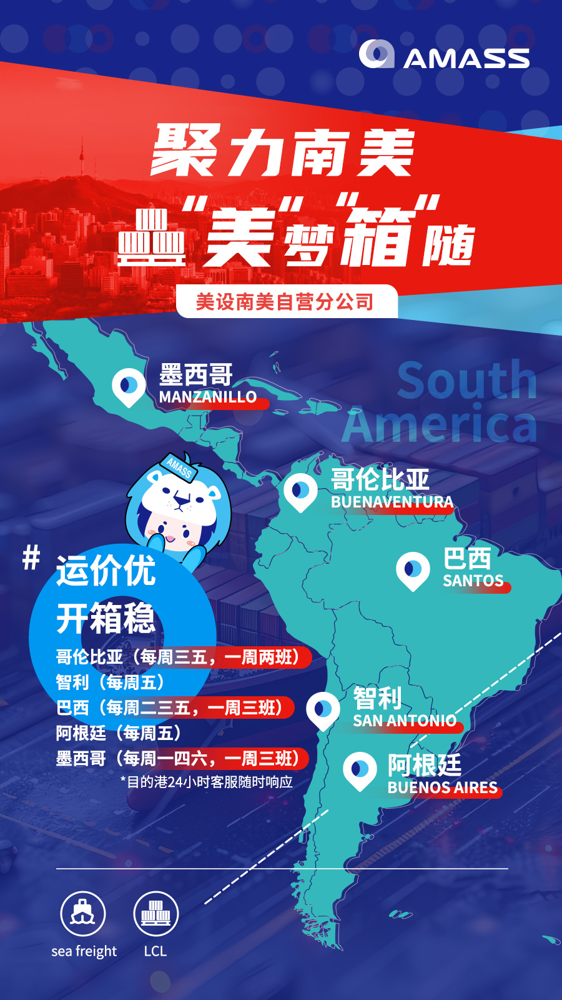 AMASS
聚力南美
"美"梦"箱"随
美设南美自营分公司
South
America
墨西哥
MANZANILLO
AMASS
哥伦比亚
BUENAVENTURA
巴西
SANTOS
#
运价优
开箱稳
哥伦比亚（每周三五，一周两班）
智利（每周五）
巴西（每周二三五，一周三班）
阿根廷（每周五）
墨西哥（每周一四六，一周三班）
*目的港24小时客服随时响应
智利
SAN ANTONIO
阿根廷
BUENOS AIRES
sea freight
LCL